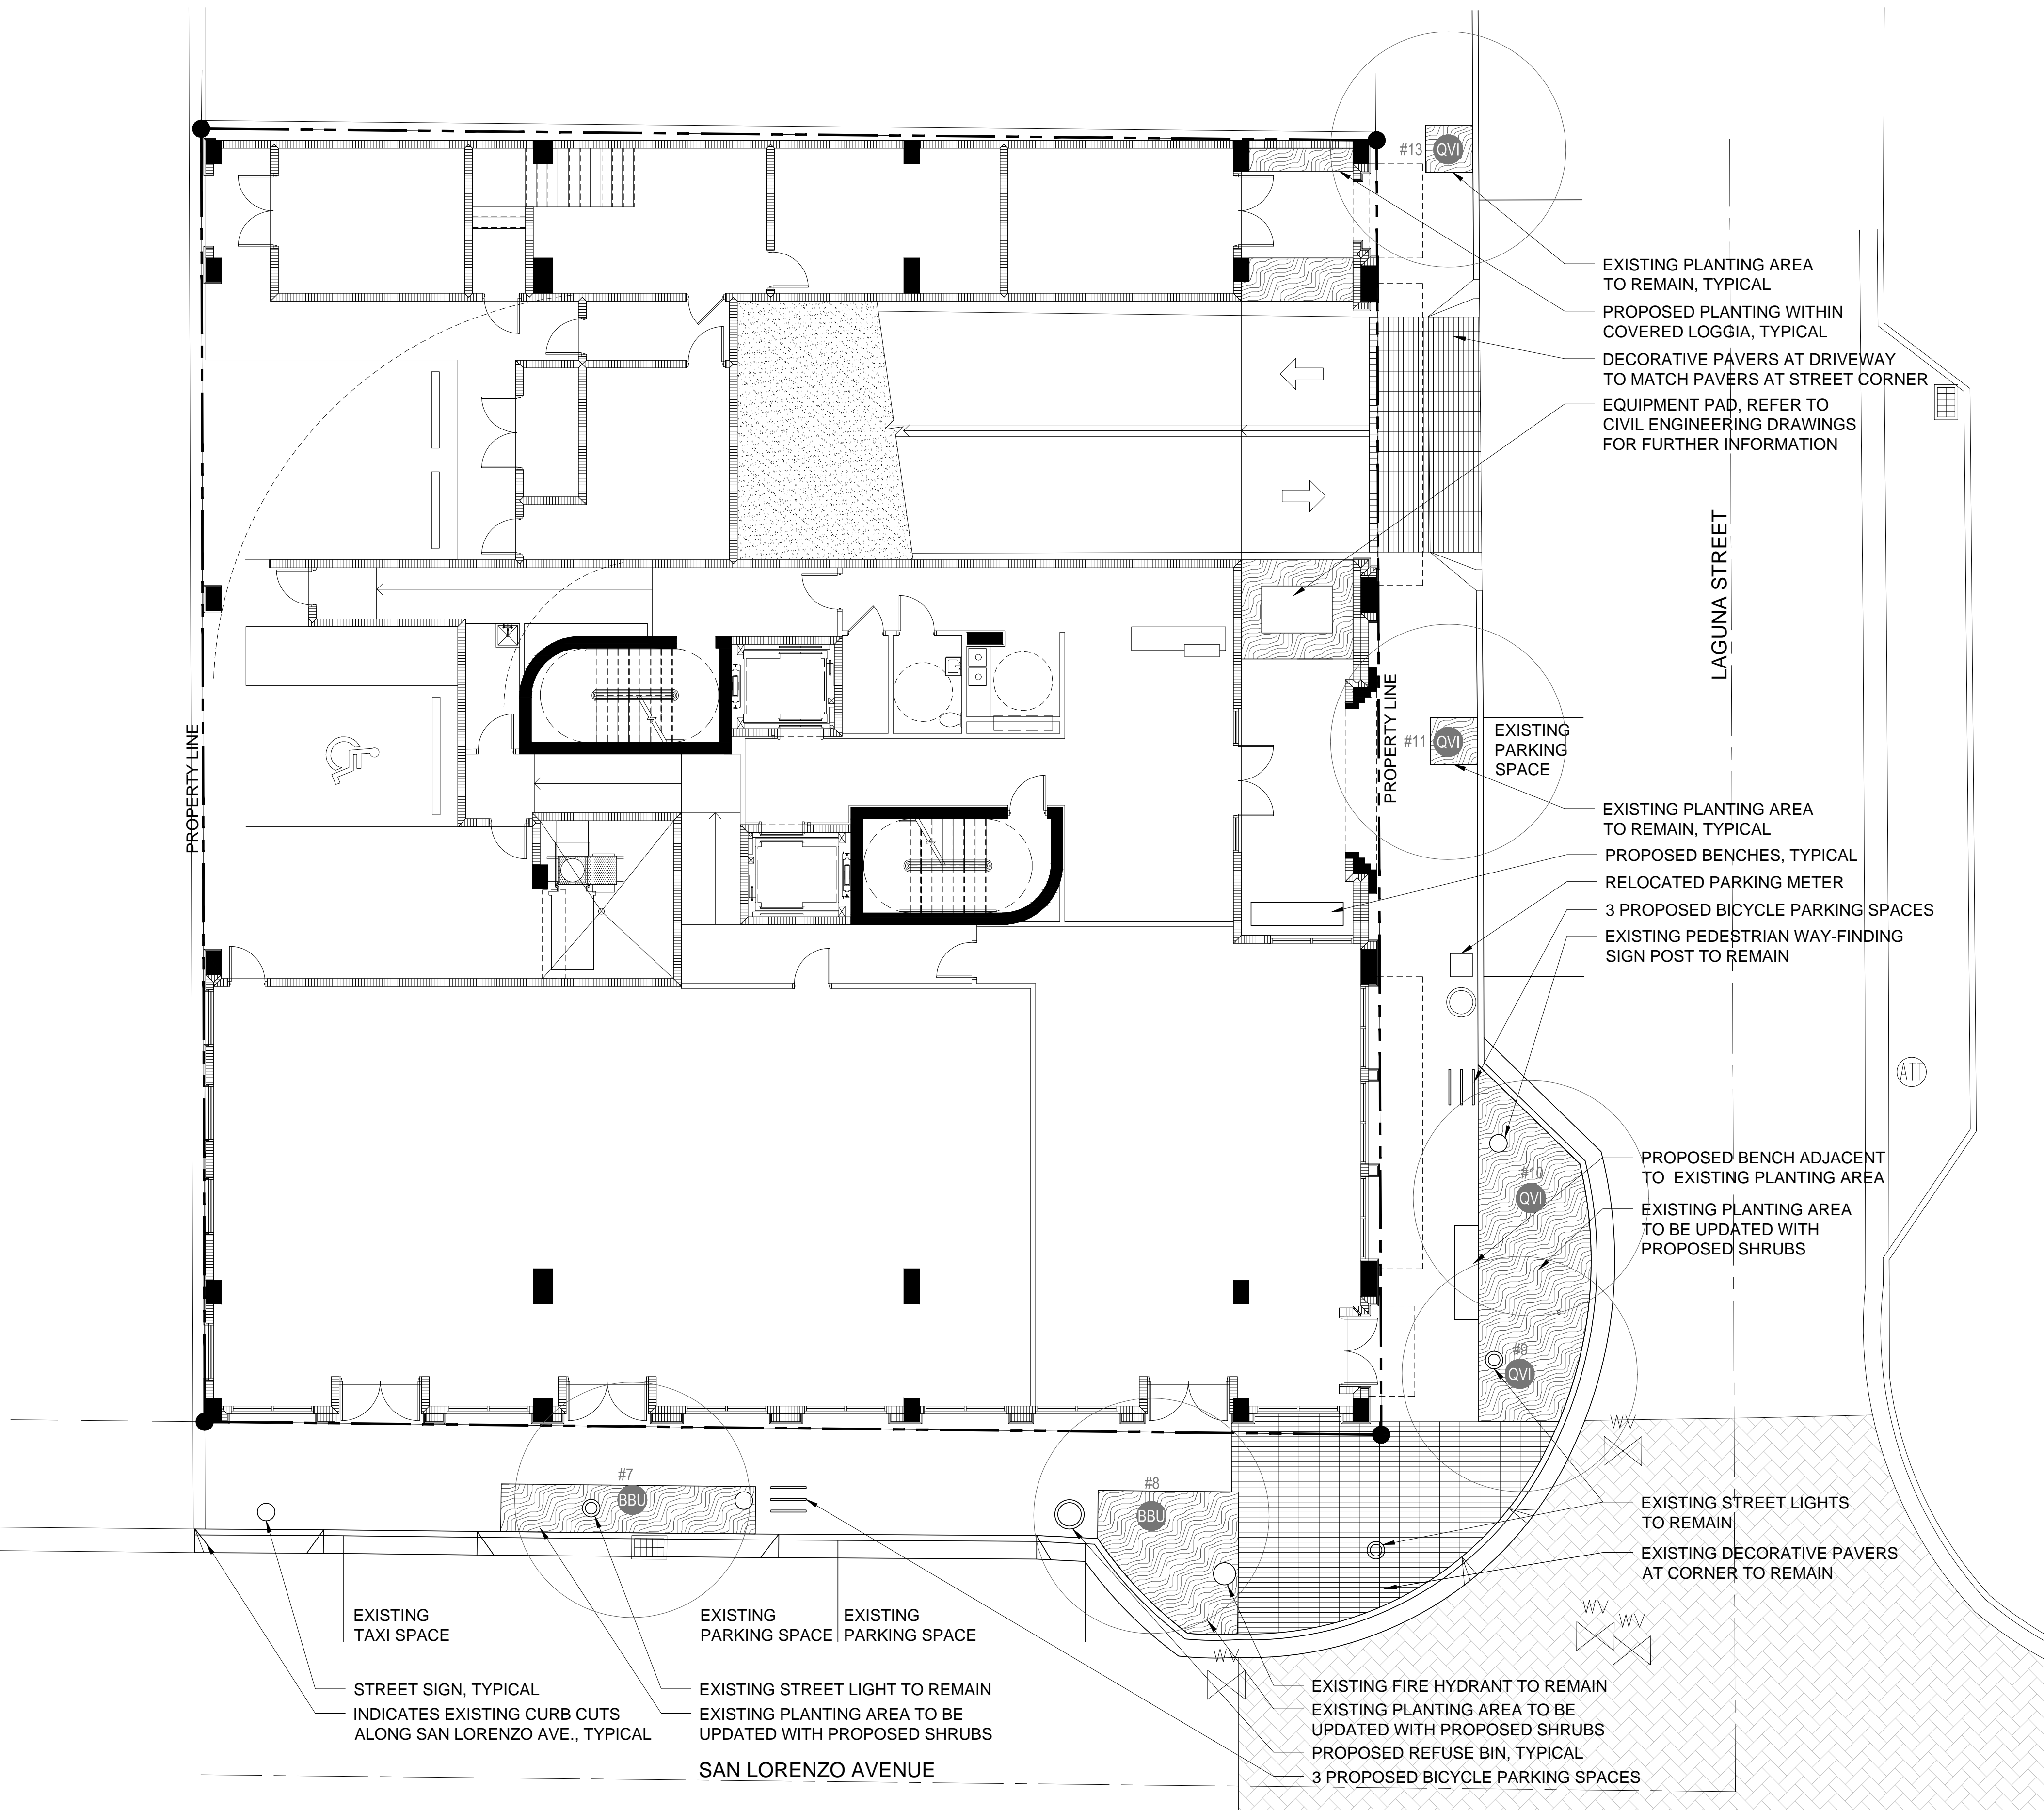 #13
QVI
EXISTING PLANTING AREA
TO REMAIN, TYPICAL
PROPOSED PLANTING WITHIN
COVERED LOGGIA, TYPICAL
DECORATIVE PAVERS AT DRIVEWAY
TO MATCH PAVERS AT STREET CORNER
EQUIPMENT PAD, REFER TO
CIVIL ENGINEERING DRAWINGS
FOR FURTHER INFORMATION
LAGUNA STREET
PROPERTY LINE
PROPERTY LINE
#11
QVI
EXISTING
PARKING
SPACE
EXISTING PLANTING AREA
TO REMAIN, TYPICAL
PROPOSED BENCHES, TYPICAL
RELOCATED PARKING METER
3 PROPOSED BICYCLE PARKING SPACES
EXISTING PEDESTRIAN WAY-FINDING
SIGN POST TO REMAIN
ATT
#10
QVI
PROPOSED BENCH ADJACENT
TO EXISTING PLANTING AREA
EXISTING PLANTING AREA
TO BE UPDATED WITH
PROPOSED SHRUBS
#9
QVI
WV
#7
BBU
#8
BBU
EXISTING STREET LIGHTS
TO REMAIN
EXISTING DECORATIVE PAVERS
AT CORNER TO REMAIN
WV
WV
WV
EXISTING
TAXI SPACE
EXISTING
PARKING SPACE
EXISTING
PARKING SPACE
STREET SIGN, TYPICAL
INDICATES EXISTING CURB CUTS
ALONG SAN LORENZO AVE., TYPICAL
EXISTING STREET LIGHT TO REMAIN
EXISTING PLANTING AREA TO BE
UPDATED WITH PROPOSED SHRUBS
EXISTING FIRE HYDRANT TO REMAIN
EXISTING PLANTING AREA TO BE
UPDATED WITH PROPOSED SHRUBS
PROPOSED REFUSE BIN, TYPICAL
3 PROPOSED BICYCLE PARKING SPACES
SAN LORENZO AVENUE